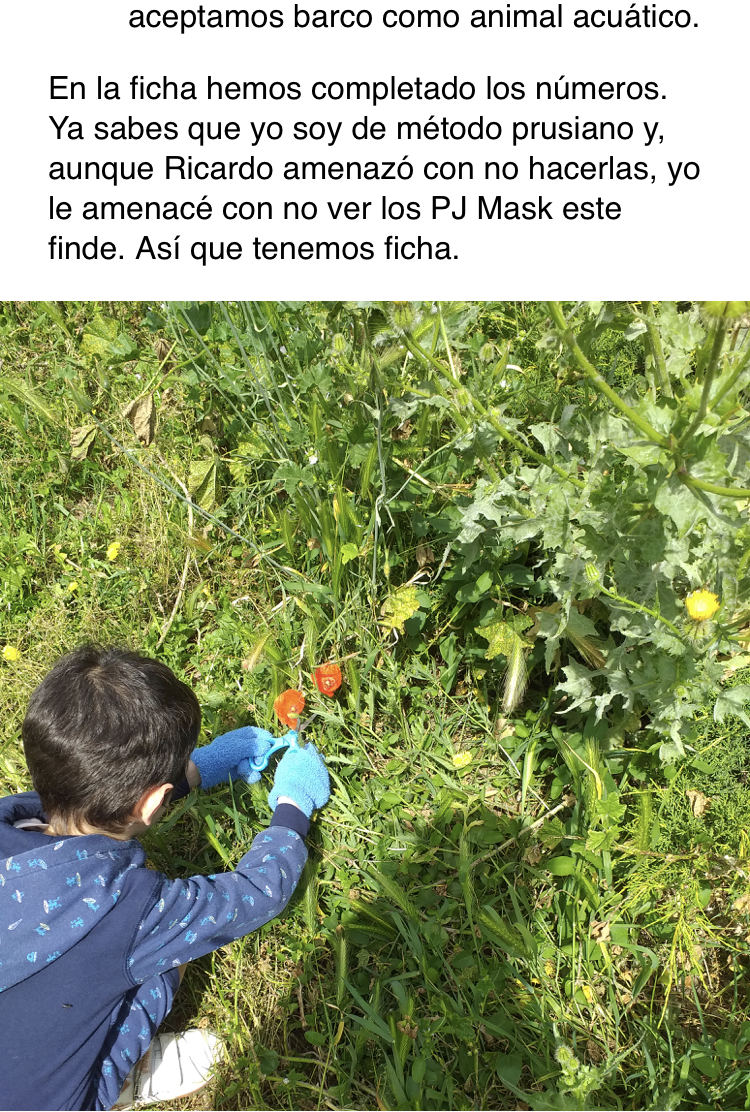 aceptamos barco como animal acuático.
En la ficha hemos completado los números.
Ya sabes que yo soy de método prusiano y,
aunque Ricardo amenazó con no hacerlas, yo
le amenacé con no ver los PJ Mask este
finde. Así que tenemos ficha.